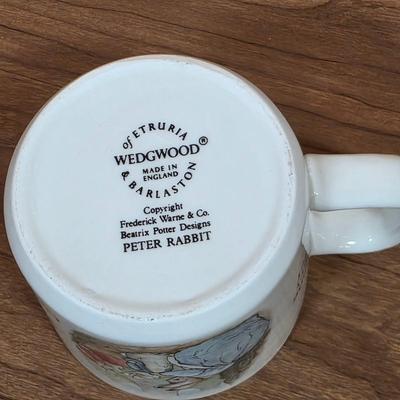 of ETRURIA
WEDGWOOD®
MADE IN
ENGLAND
& BARLASTON
Copyright
Frederick Warne & Co.
Beatrix Potter Designs
PETER RABBIT